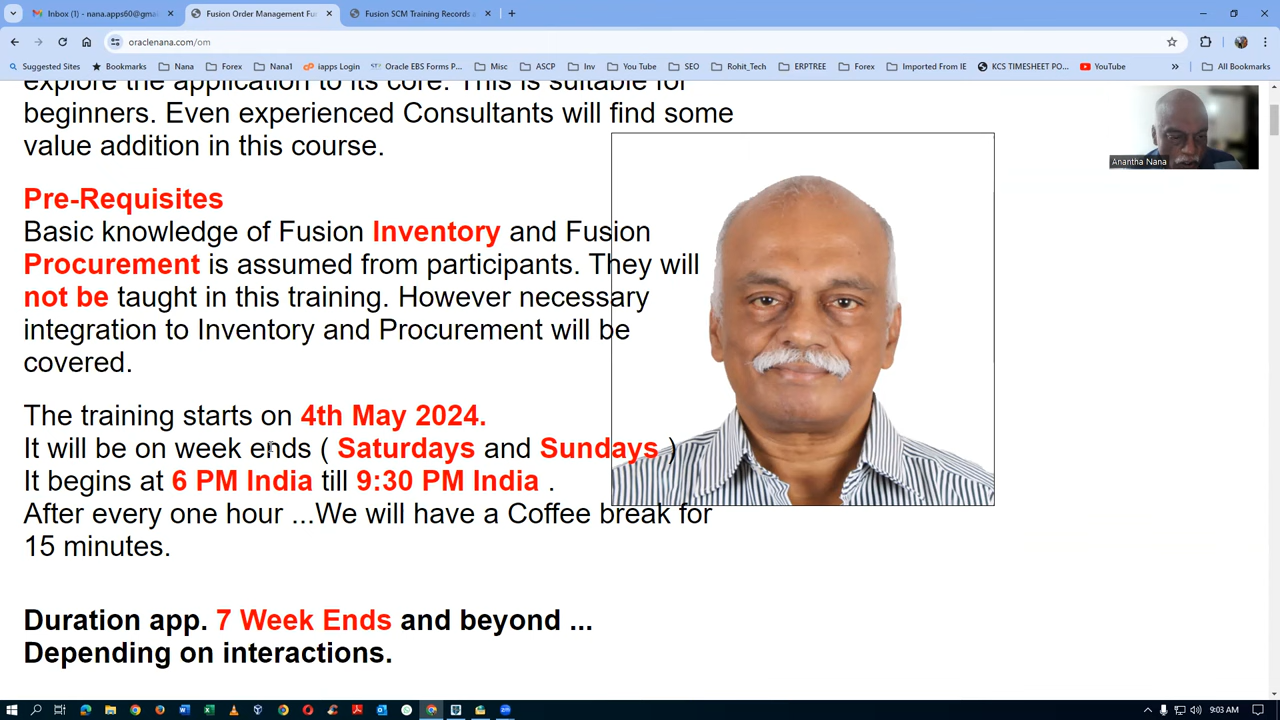 Inbox (1) - nana.apps60@gmai
Fusion Order Management Fu
Fusion SCM Training Records a
oraclenana.com/om
Suggested Sites
Bookmarks
Nana
Forex
Nana1
iapps Login
Oracle EBS Forms P...
Misc
ASCP
Inv
You Tube
SEO
Rohit_Tech
ERPTREE
Forex
Imported From IE
KCS TIMESHEET PO...
YouTube
All Bookmarks
explore the application to its core. This is suitable for
beginners. Even experienced Consultants will find some
value addition in this course.
Anantha Nana
Pre-Requisites
Basic knowledge of Fusion Inventory and Fusion
Procurement is assumed from participants. They will
not be taught in this training. However necessary
integration to Inventory and Procurement will be
covered.
The training starts on 4th May 2024.
It will be on week ends ( Saturdays and Sundays )
It begins at 6 PM India till 9:30 PM India .
After every one hour ...We will have a Coffee break for
15 minutes.
Duration app. 7 Week Ends and beyond ...
Depending on interactions.
9:03 AM